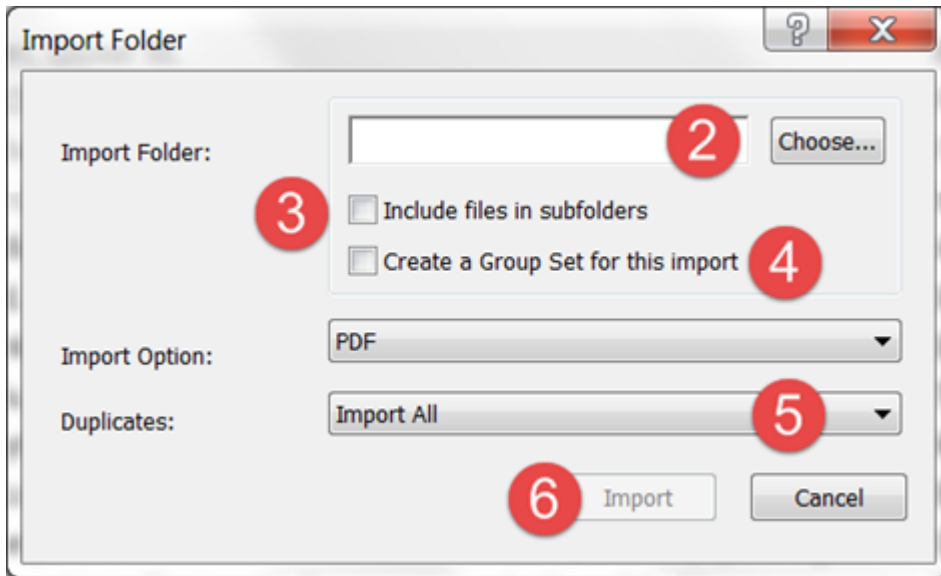 Import Folder
?
X
Import Folder:
2
Choose...
3
Include files in subfolders
Create a Group Set for this import
4
Import Option:
PDF
Duplicates:
Import All
5
6
Import
Cancel